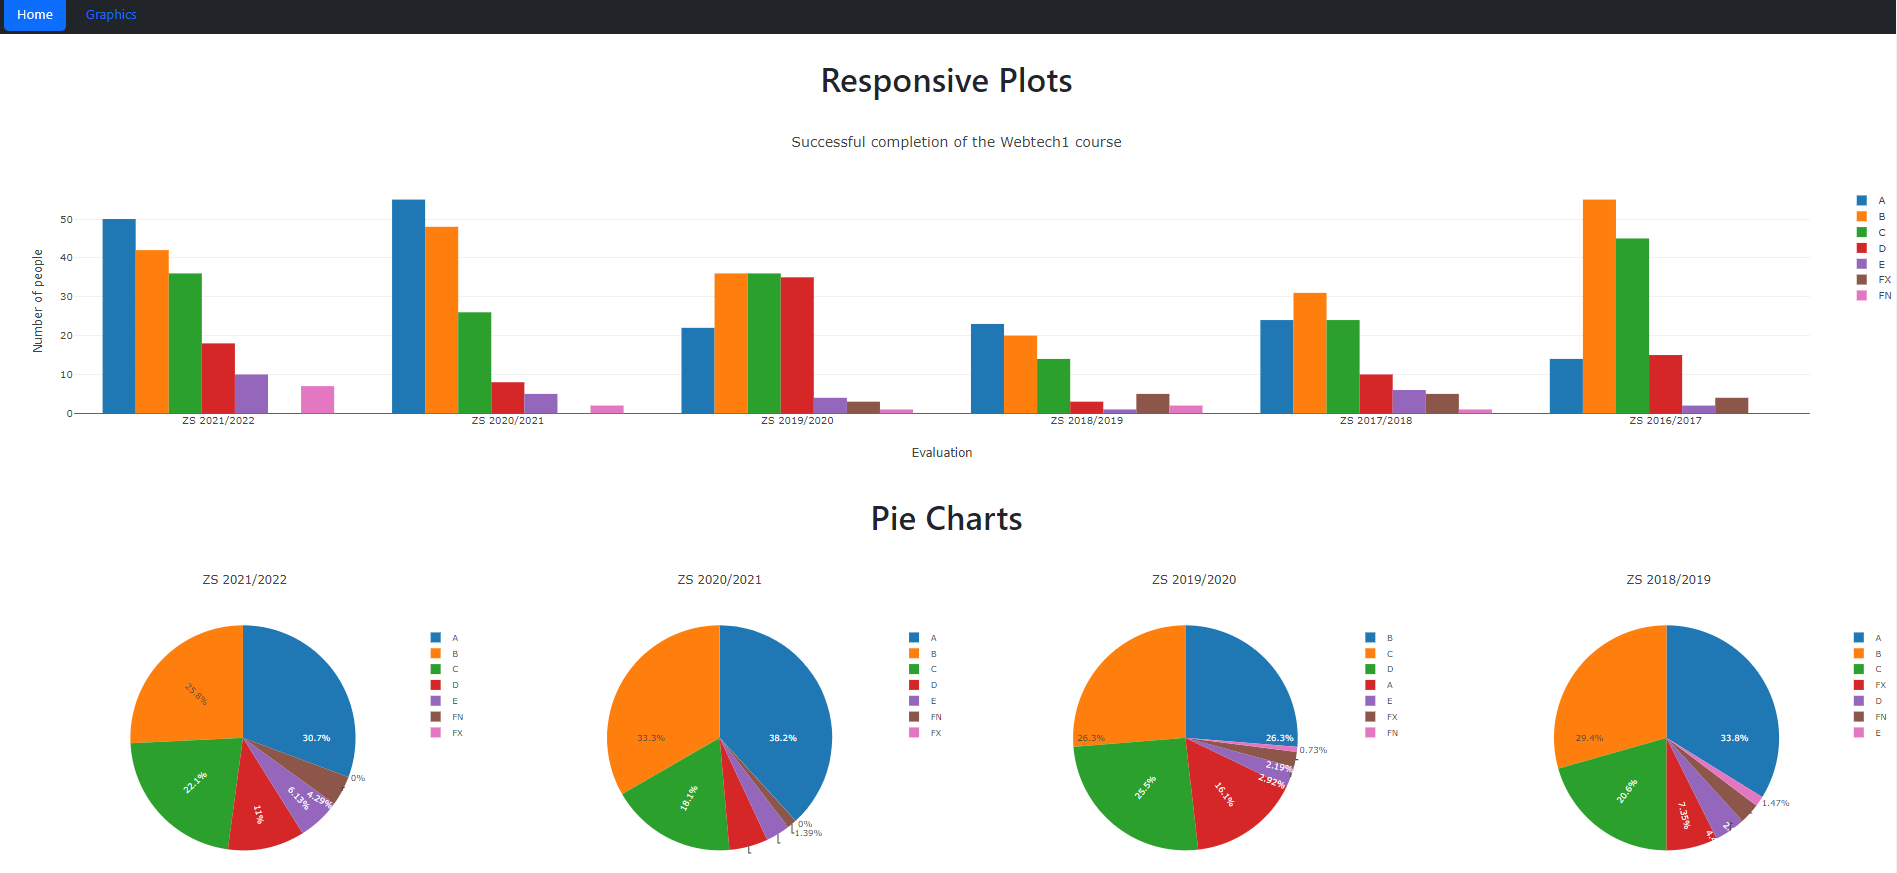 Home Graphics
Responsive Plots
Successful completion of the Webtech1 course
Number of people
50
40
30
20
10
0
ZS 2021/2022 ZS 2020/2021 ZS 2019/2020 ZS 2018/2019 ZS 2017/2018 ZS 2016/2017
Evaluation
A
B
C
D
E
FX
FN
Pie Charts
ZS 2021/2022
30.7%
25.8%
22.1%
11%
6.13%
4.29%
0%
A
B
C
D
E
FN
FX
ZS 2020/2021
38.2%
33.3%
18.1%
1.39%
0%
A
B
C
D
E
FN
FX
ZS 2019/2020
26.3%
26.3%
25.5%
16.1%
2.92%
2.19%
0.73%
B
C
D
A
E
FX
FN
ZS 2018/2019
33.8%
29.4%
20.6%
7.35%
1.47%
A
B
C
FX
D
FN
E